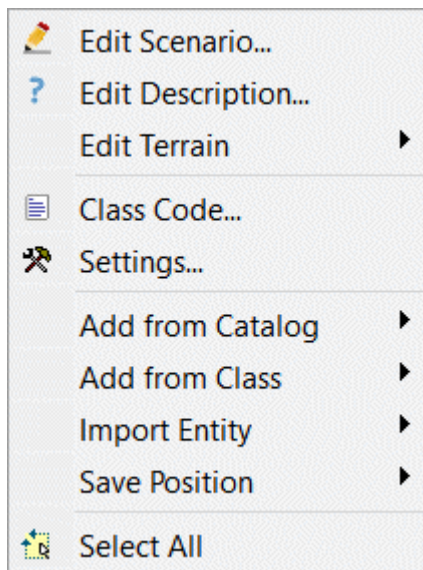 Edit Scenario...
? Edit Description...
Edit Terrain
Class Code...
Settings...
Add from Catalog
Add from Class
Import Entity
Save Position
Select All